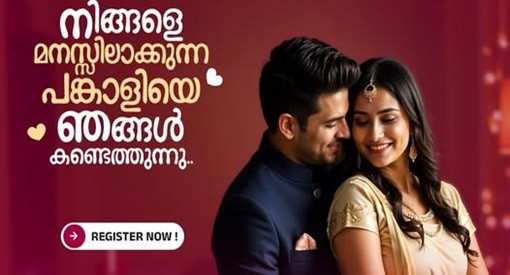 നിങ്ങളെ
മനസ്സിലാക്കുന്ന
പങ്കാളിയെ
ഞങ്ങൾ
കണ്ടെത്തുന്നു..
REGISTER NOW !